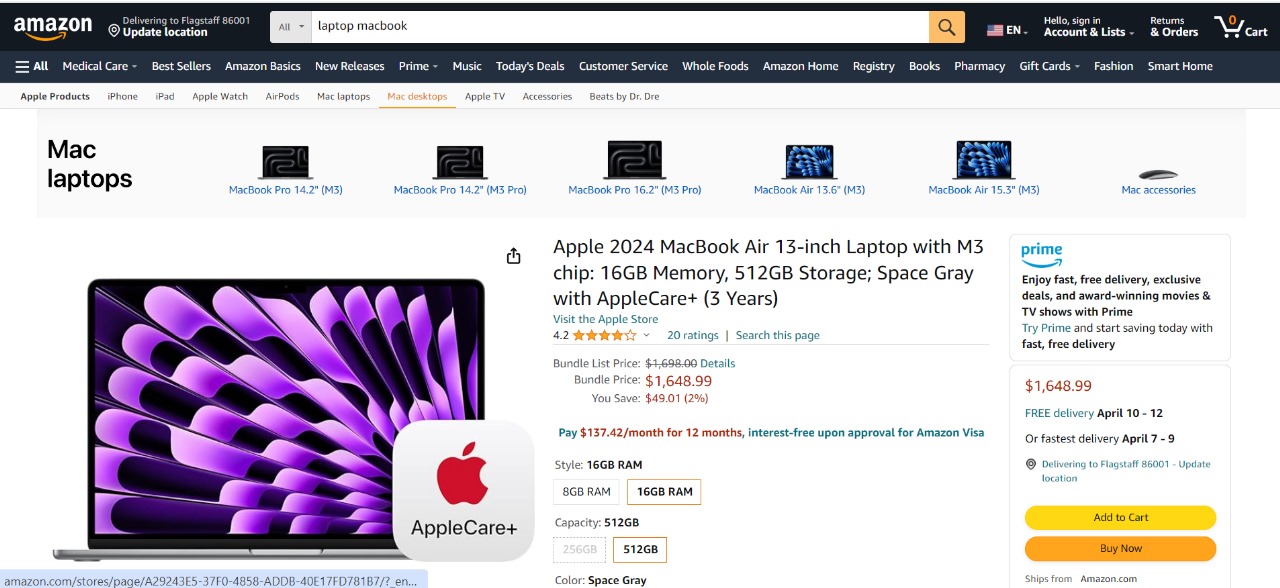 amazon
Delivering to Flagstaff 86001
Update location
All
laptop macbook
EN
Hello, sign in
Account & Lists
Returns
& Orders
0
Cart
All
Medical Care
Best Sellers
Amazon Basics
New Releases
Prime
Music
Today's Deals
Customer Service
Whole Foods
Amazon Home
Registry
Books
Pharmacy
Gift Cards
Fashion
Smart Home
Apple Products
iPhone
iPad
Apple Watch
AirPods
Mac laptops
Mac desktops
Apple TV
Accessories
Beats by Dr. Dre
Mac
laptops
MacBook Pro 14.2" (M3)
MacBook Pro 14.2" (M3 Pro)
MacBook Pro 16.2" (M3 Pro)
MacBook Air 13.6" (M3)
MacBook Air 15.3" (M3)
Mac accessories
AppleCare+
Apple 2024 MacBook Air 13-inch Laptop with M3
chip: 16GB Memory, 512GB Storage; Space Gray
with AppleCare+ (3 Years)
Visit the Apple Store
4.2
20 ratings | Search this page
Bundle List Price: $1,698.00 Details
Bundle Price: $1,648.99
You Save: $49.01 (2%)
Pay $137.42/month for 12 months, interest-free upon approval for Amazon Visa
Style: 16GB RAM
8GB RAM
16GB RAM
Capacity: 512GB
256GB
512GB
Color: Space Gray
prime
Enjoy fast, free delivery, exclusive
deals, and award-winning movies &
TV shows with Prime
Try Prime and start saving today with
fast, free delivery
$1,648.99
FREE delivery April 10 - 12
Or fastest delivery April 7 - 9
Delivering to Flagstaff 86001 - Update
location
Add to Cart
Buy Now
Ships from Amazon.com
amazon.com/stores/page/A29243E5-37F0-4858-ADDB-40E17FD781B7/?_en...